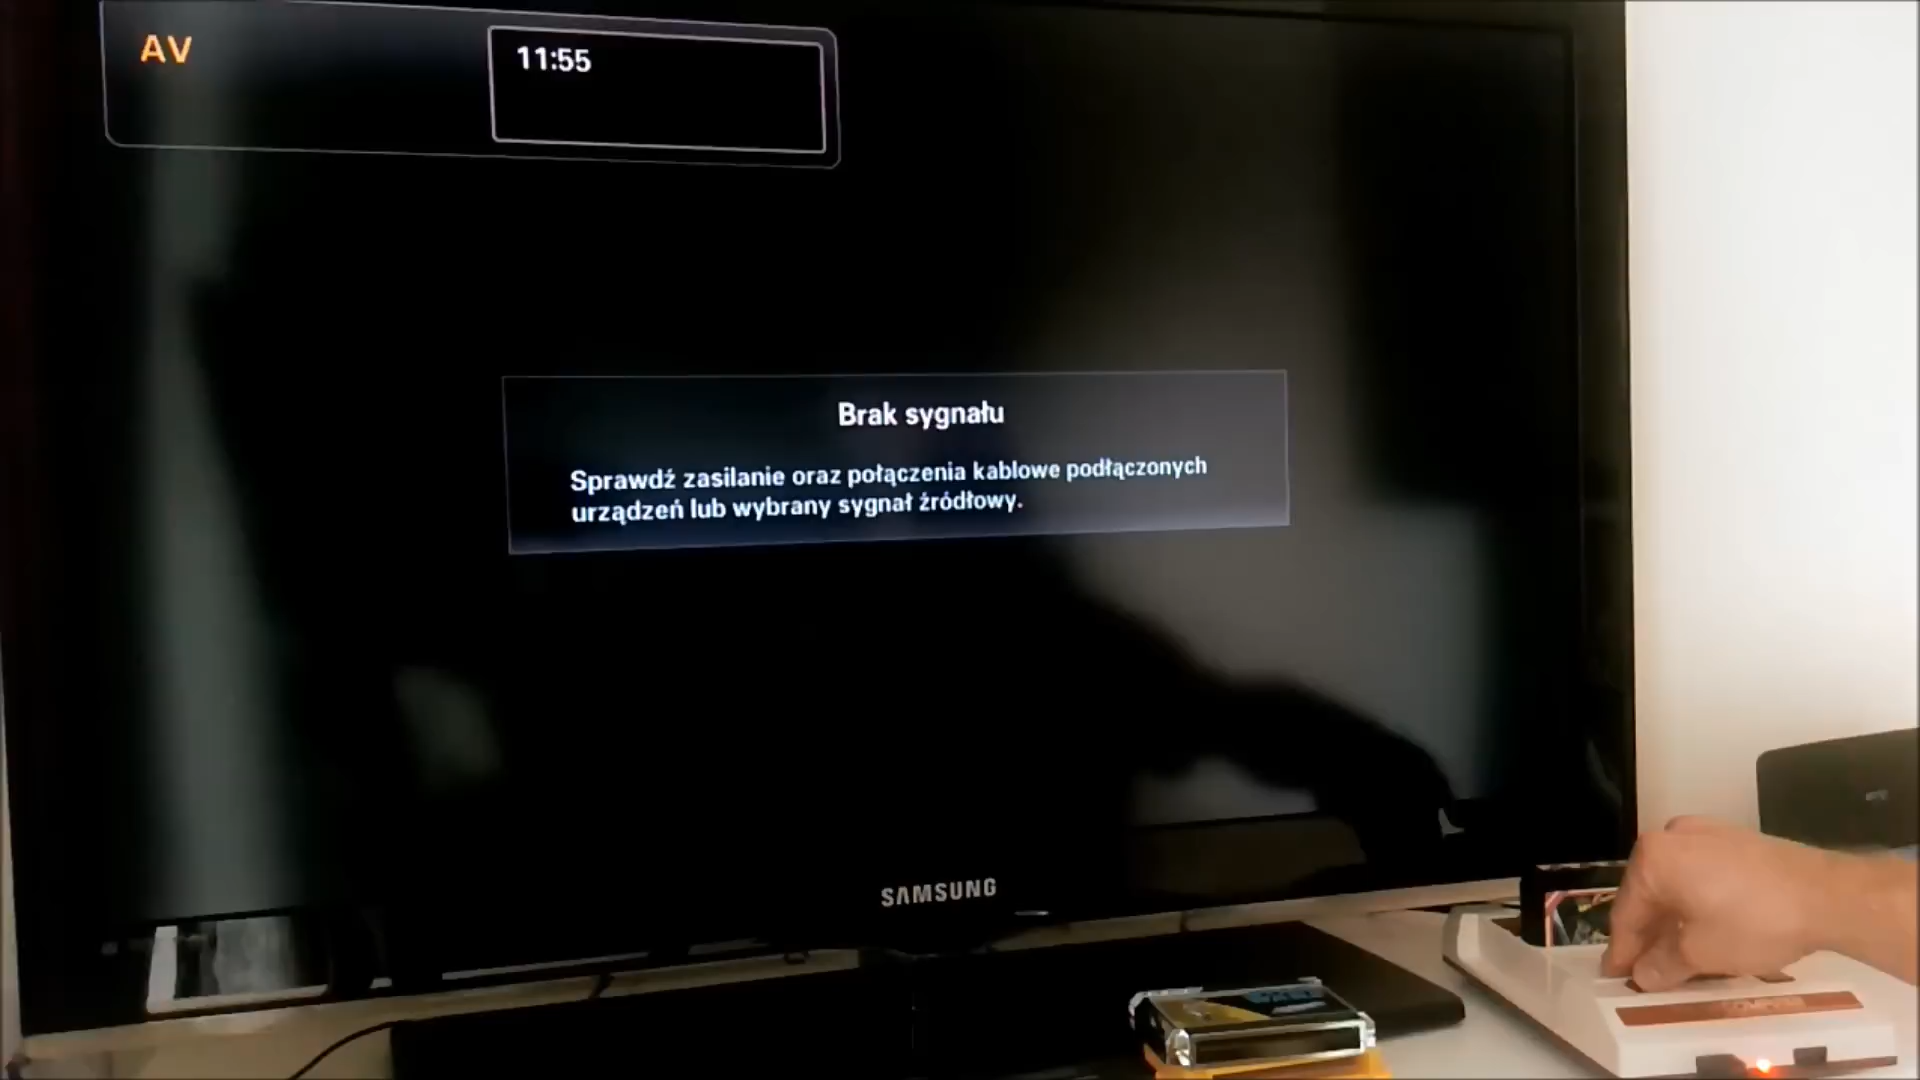 AV
11:55
Brak sygnału
Sprawdź zasilanie oraz połączenia kablowe podłączonych
urządzeń lub wybrany sygnał źródłowy.
SAMSUNG